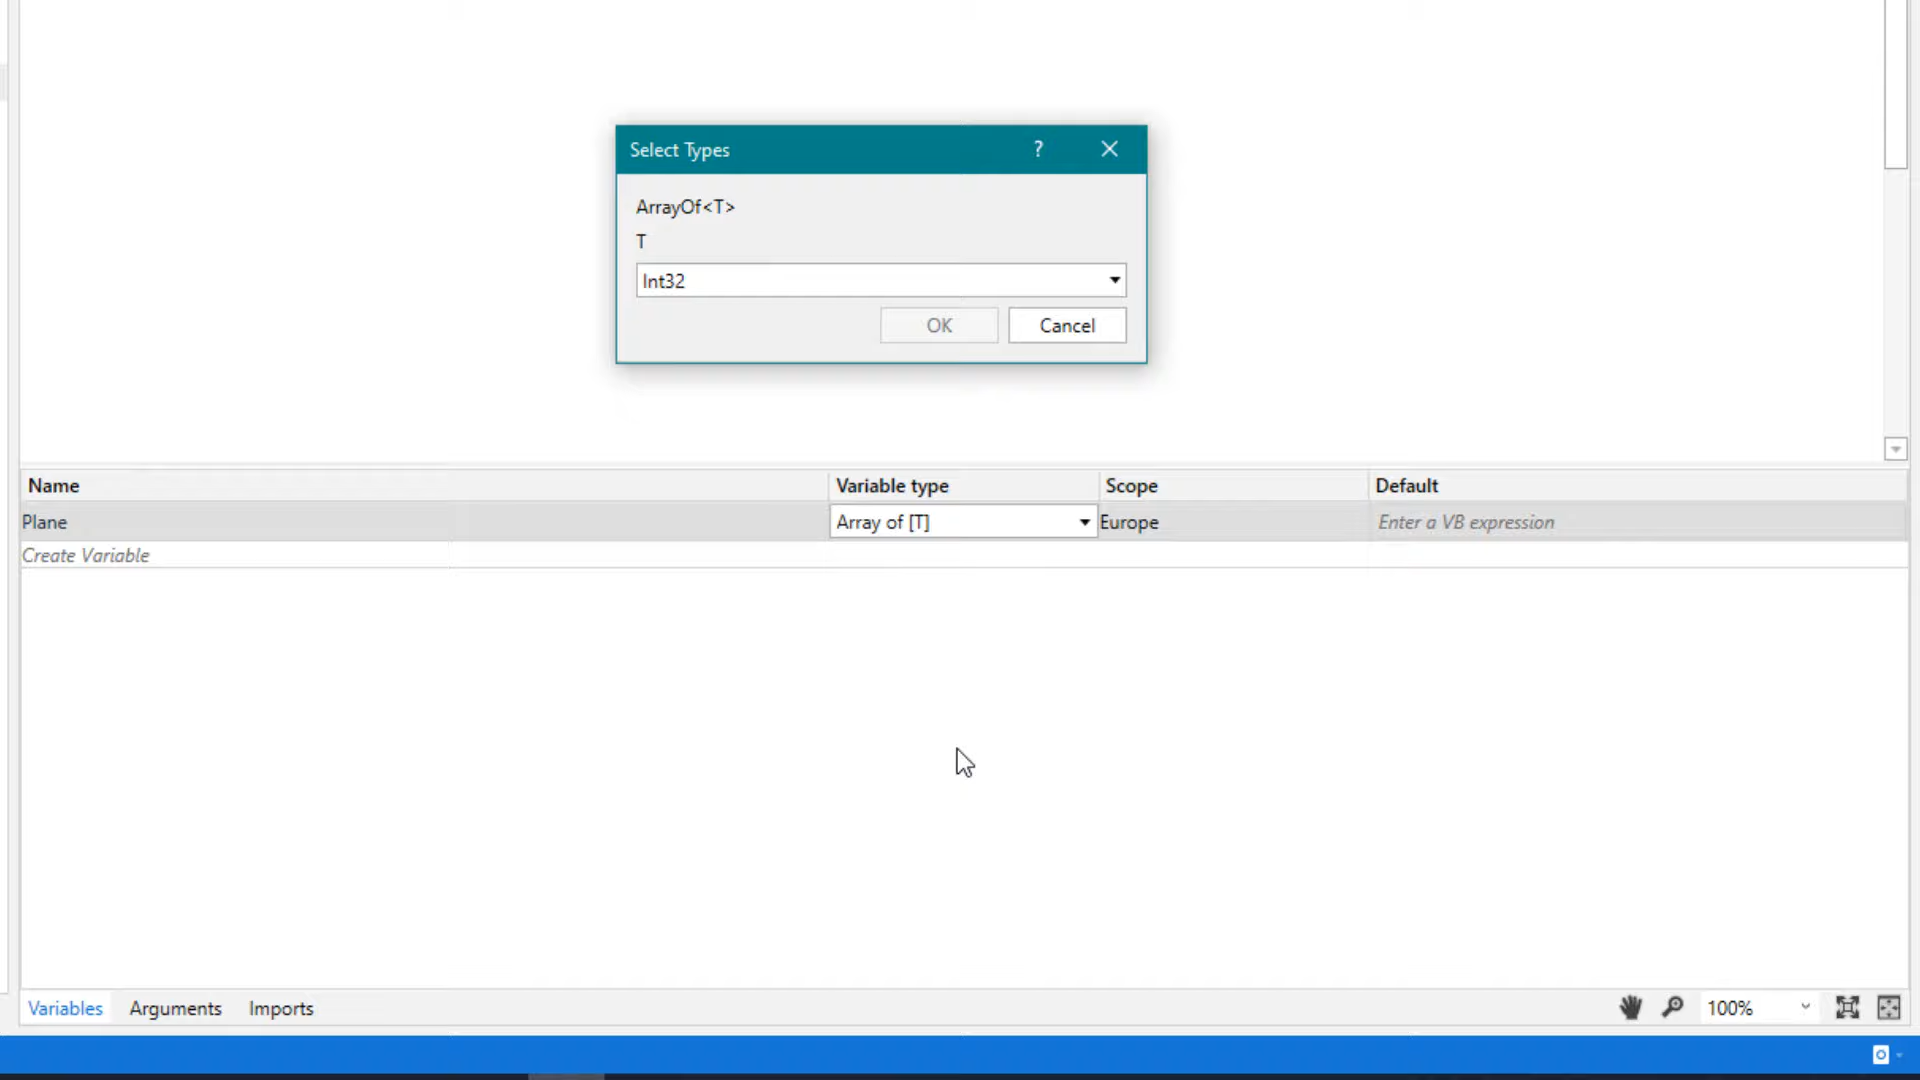 Select Types ?
ArrayOf<T>
T
Int32
OK Cancel
Name Variable type Scope Default
Plane Array of [T] Europe Enter a VB expression
Create Variable
Variables Arguments Imports 100%